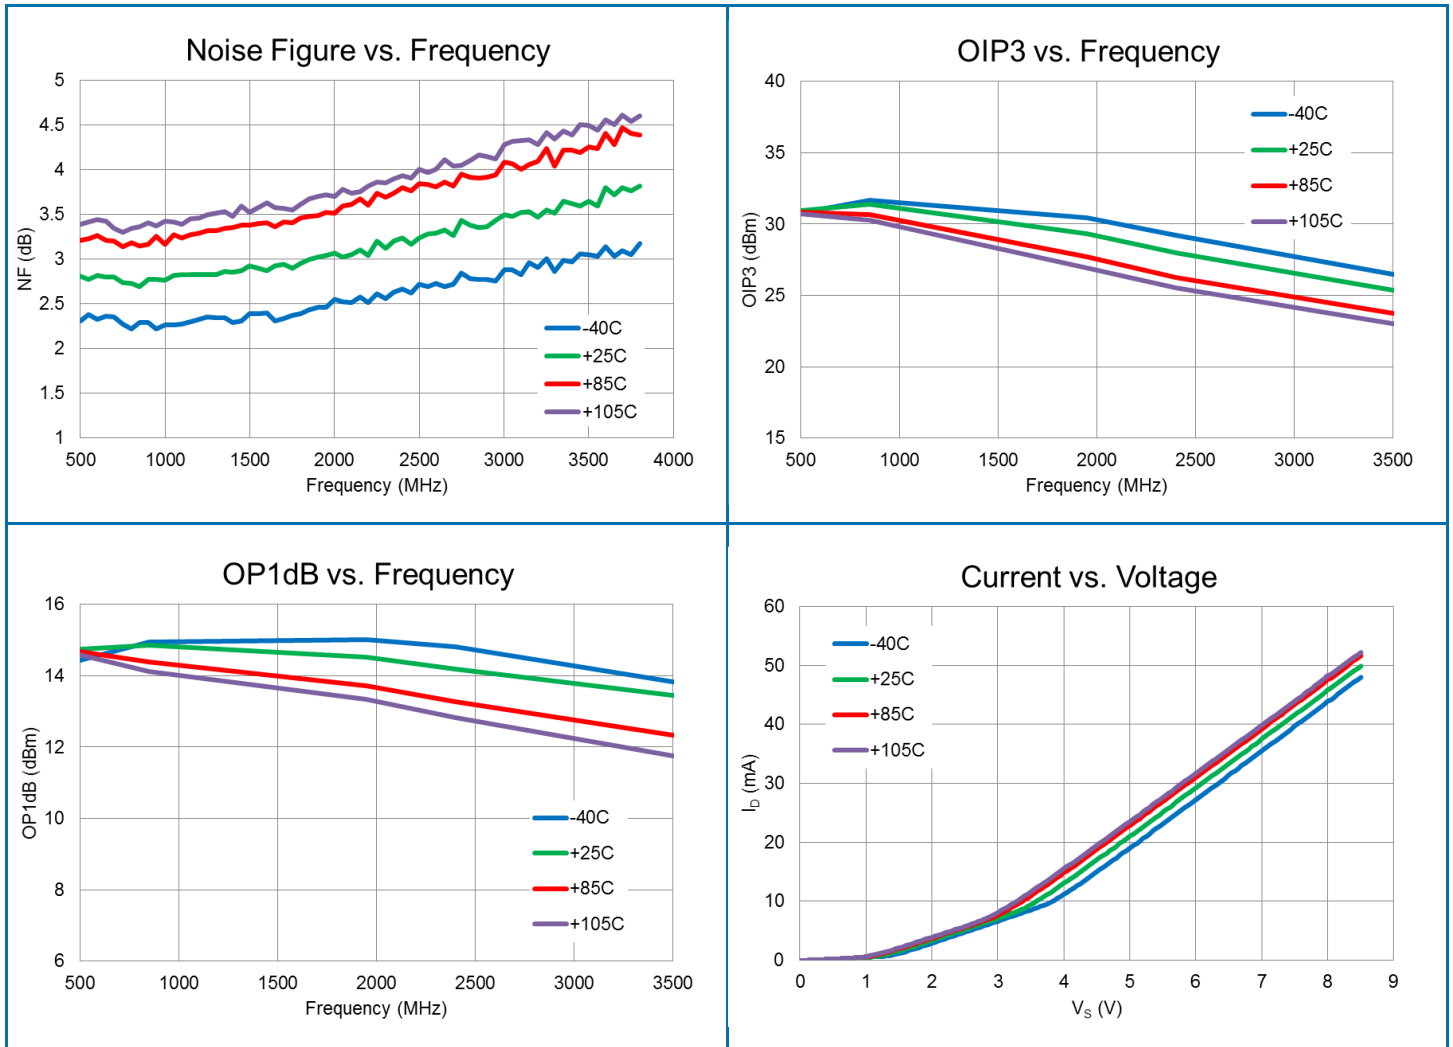 Noise Figure vs. Frequency
5
4.5
4
3.5
3
2.5
2
1.5
1
NF (dB)
-40C
+25C
+85C
+105C
500 1000 1500 2000 2500 3000 3500 4000
Frequency (MHz)
OIP3 vs. Frequency
40
35
30
25
20
15
OIP3 (dBm)
-40C
+25C
+85C
+105C
500 1000 1500 2000 2500 3000 3500
Frequency (MHz)
OP1dB vs. Frequency
16
14
12
10
8
6
OP1dB (dBm)
-40C
+25C
+85C
+105C
500 1000 1500 2000 2500 3000 3500
Frequency (MHz)
Current vs. Voltage
60
50
40
30
20
10
0
I_D (mA)
-40C
+25C
+85C
+105C
0 1 2 3 4 5 6 7 8 9
V_S (V)